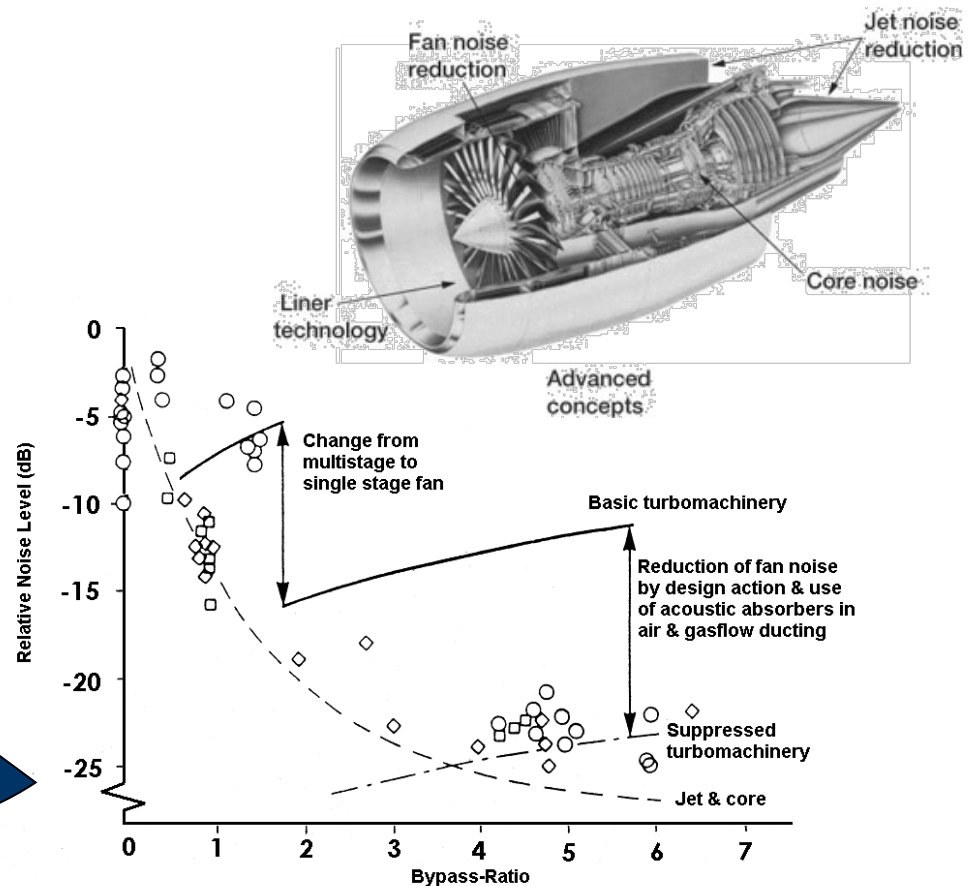 Jet noise
reduction
Fan noise
reduction
Core noise
Liner
technology
Advanced
concepts
0
-5
-10
-15
-20
-25
Relative Noise Level (dB)
Change from
multistage to
single stage fan
Basic turbomachinery
Reduction of fan noise
by design action & use
of acoustic absorbers in
air & gasflow ducting
Suppressed
turbomachinery
Jet & core
0 1 2 3 4 5 6 7
Bypass-Ratio